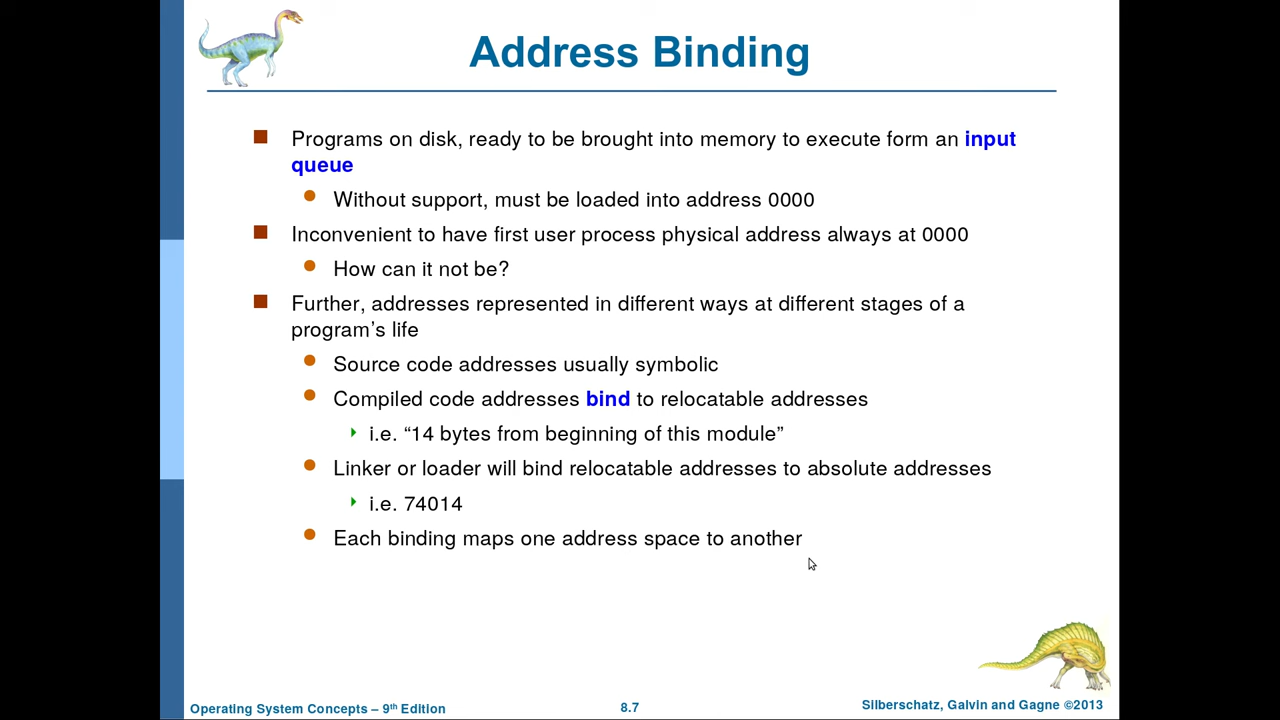 Address Binding
Programs on disk, ready to be brought into memory to execute form an input
queue
Without support, must be loaded into address 0000
Inconvenient to have first user process physical address always at 0000
How can it not be?
Further, addresses represented in different ways at different stages of a
program’s life
Source code addresses usually symbolic
Compiled code addresses bind to relocatable addresses
i.e. “14 bytes from beginning of this module”
Linker or loader will bind relocatable addresses to absolute addresses
i.e. 74014
Each binding maps one address space to another
Operating System Concepts – 9th Edition
8.7
Silberschatz, Galvin and Gagne ©2013